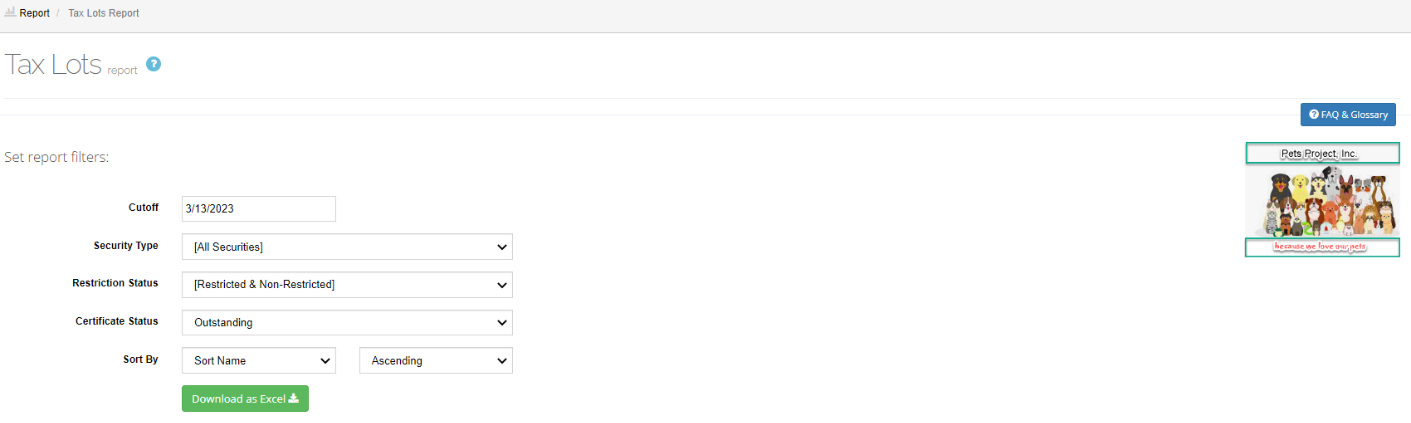 Report / Tax Lots Report
Tax Lots report ?
FAQ & Glossary
Set report filters:
Pets Project, Inc.
because we love our pets
Cutoff 3/13/2023
Security Type [All Securities]
Restriction Status [Restricted & Non-Restricted]
Certificate Status Outstanding
Sort By Sort Name Ascending
Download as Excel